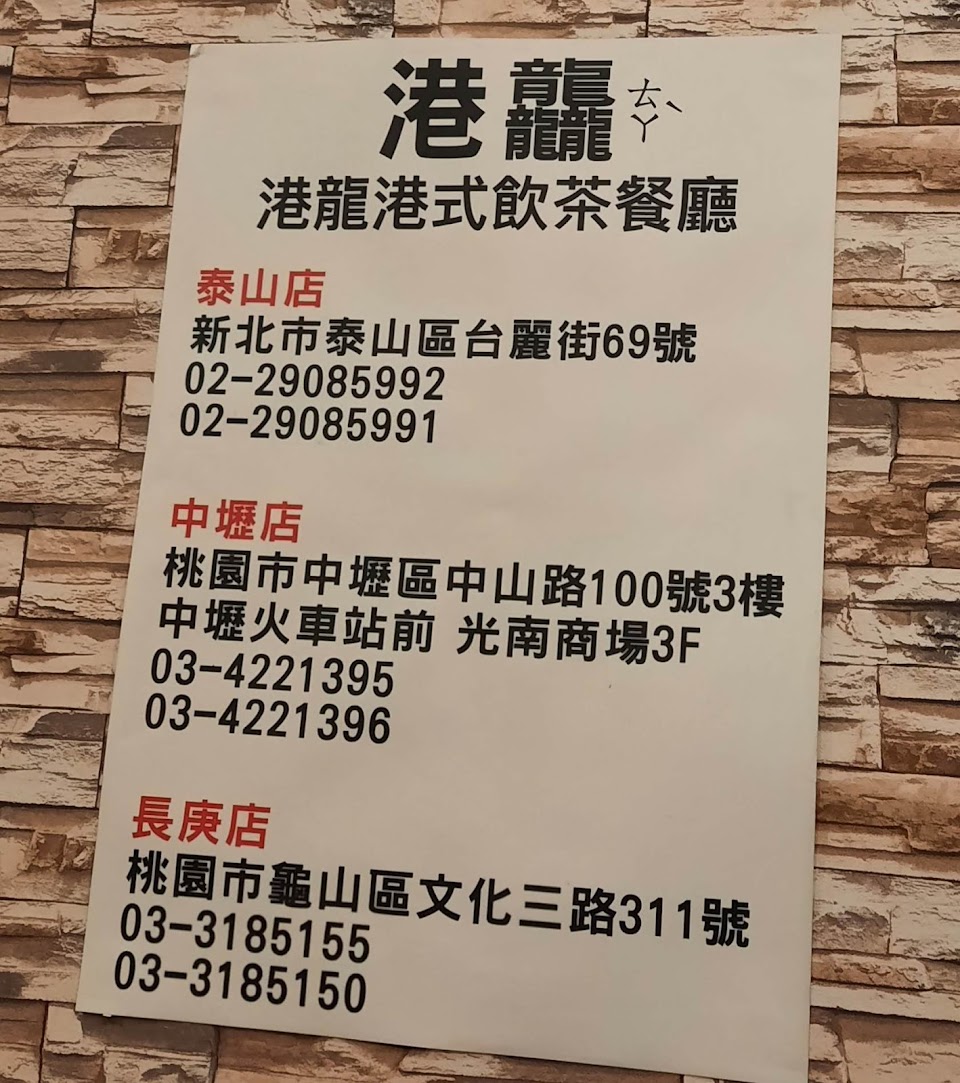 港龘ㄊㄚˋ
港龍港式飲茶餐廳
泰山店
新北市泰山區台麗街69號
02-29085992
02-29085991
中壢店
桃園市中壢區中山路100號3樓
中壢火車站前 光南商場3F
03-4221395
03-4221396
長庚店
桃園市龜山區文化三路311號
03-3185155
03-3185150